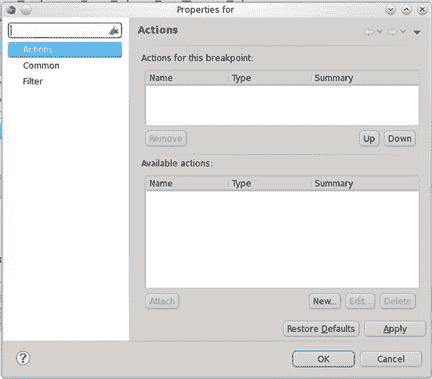 Properties for
Actions
Common
Filter
Actions
Actions for this breakpoint:
Name Type Summary
Remove Up Down
Available actions:
Name Type Summary
Attach New... Edit... Delete
Restore Defaults Apply
? OK Cancel